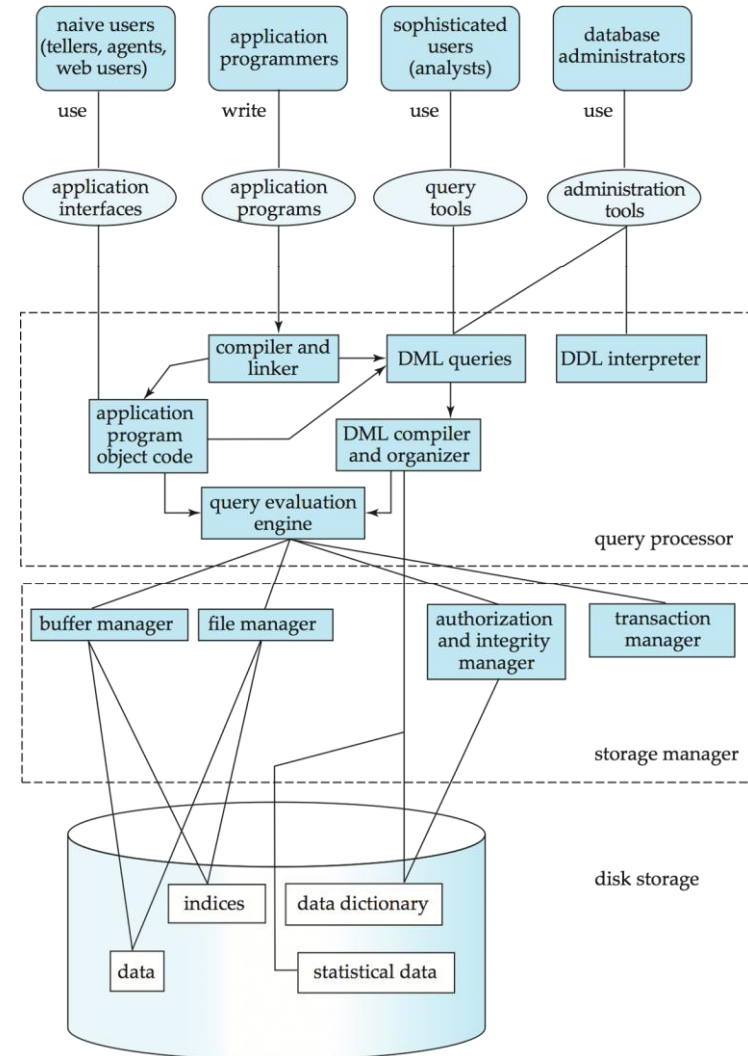 naive users
(tellers, agents,
web users)
application
programmers
sophisticated
users
(analysts)
database
administrators
use
write
use
use
application
interfaces
application
programs
query
tools
administration
tools
compiler and
linker
DML queries
DDL interpreter
application
program
object code
DML compiler
and organizer
query evaluation
engine
query processor
buffer manager
file manager
authorization
and integrity
manager
transaction
manager
storage manager
indices
data dictionary
disk storage
data
statistical data